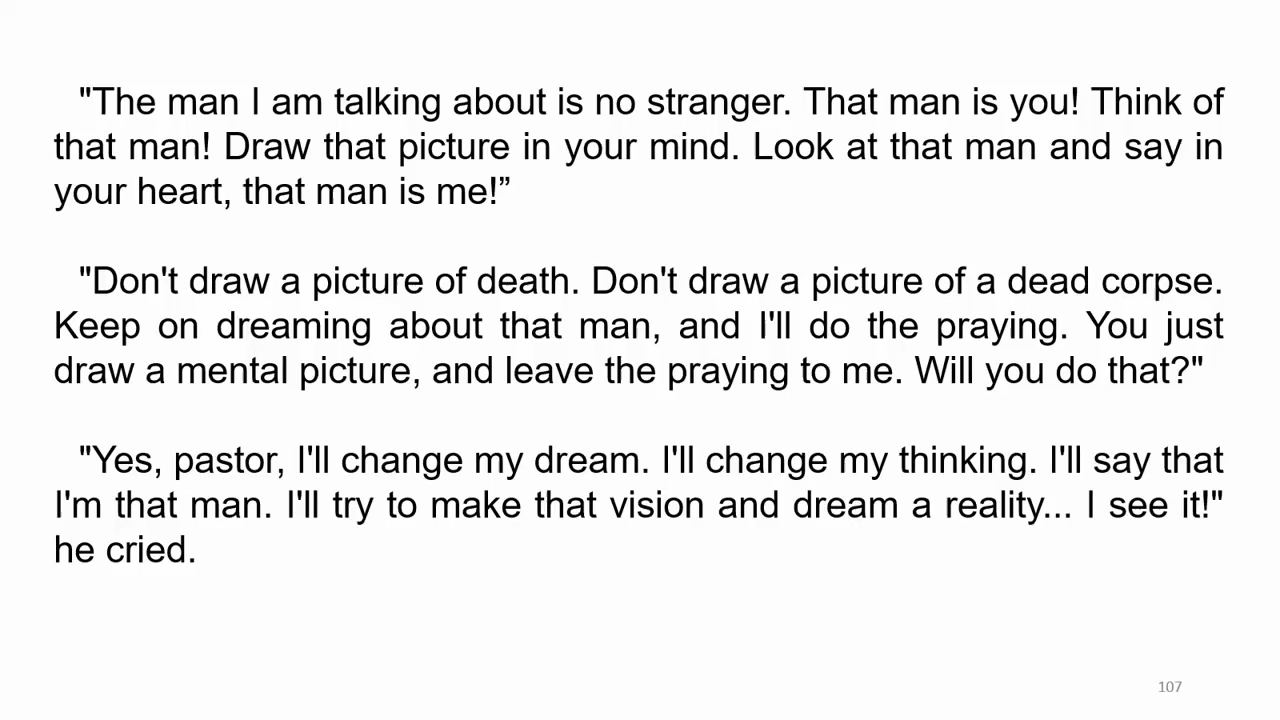 "The man I am talking about is no stranger. That man is you! Think of
that man! Draw that picture in your mind. Look at that man and say in
your heart, that man is me!”
"Don't draw a picture of death. Don't draw a picture of a dead corpse.
Keep on dreaming about that man, and I'll do the praying. You just
draw a mental picture, and leave the praying to me. Will you do that?"
"Yes, pastor, I'll change my dream. I'll change my thinking. I'll say that
I'm that man. I'll try to make that vision and dream a reality... I see it!"
he cried.
107